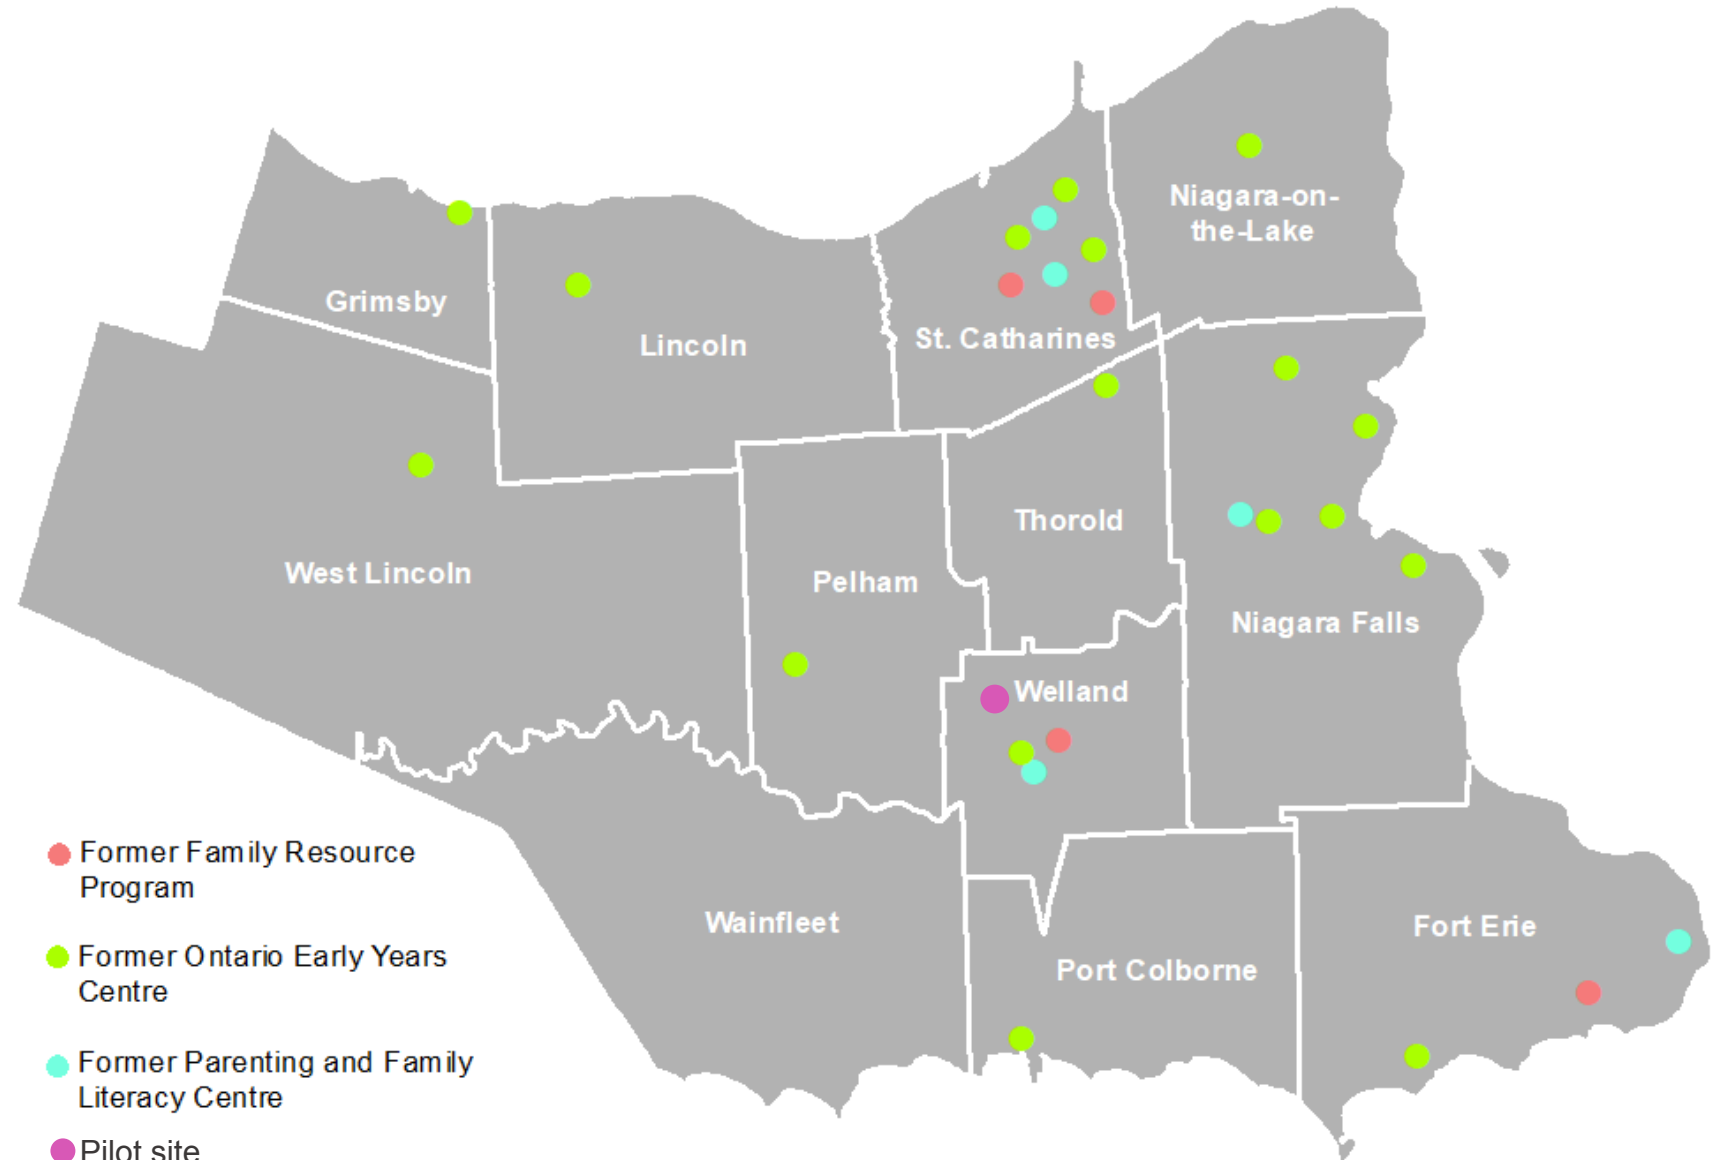 Niagara-on-
the-Lake
Grimsby
Lincoln
St. Catharines
Thorold
West Lincoln
Pelham
Niagara Falls
Welland
Wainfleet
Port Colborne
Fort Erie
Former Family Resource
Program
Former Ontario Early Years
Centre
Former Parenting and Family
Literacy Centre
Pilot site